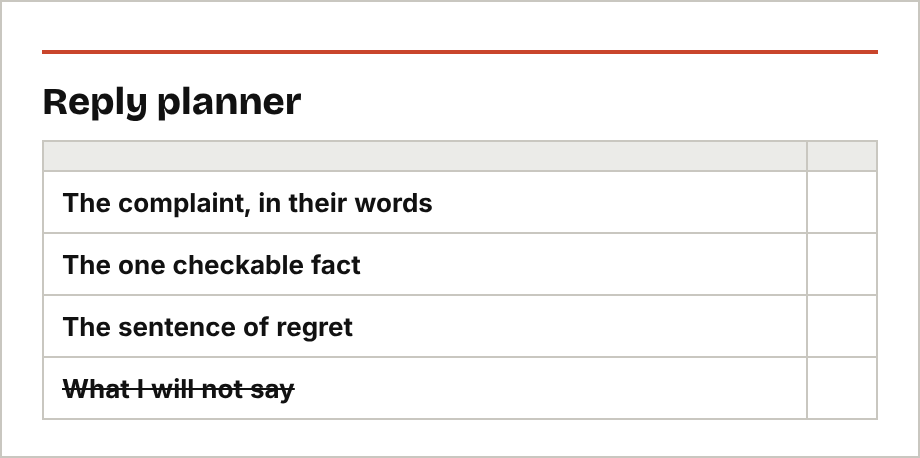 Reply planner
The complaint, in their words
The one checkable fact
The sentence of regret
What I will not say